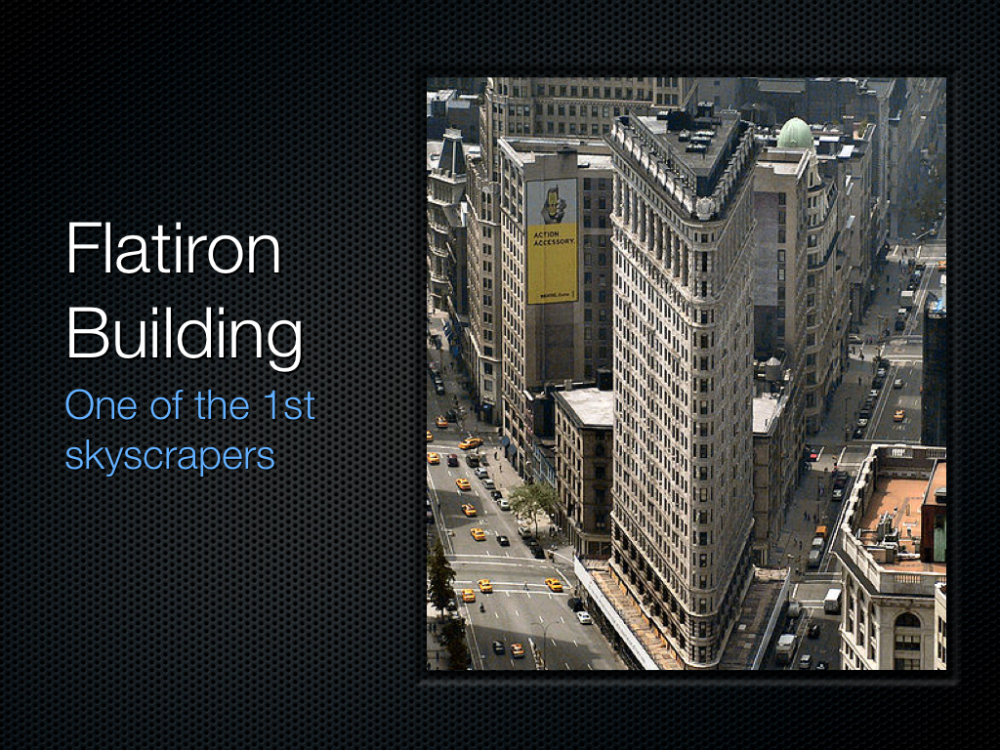 Flatiron
Building
One of the 1st
skyscrapers
ACTION
ACCESSORY.